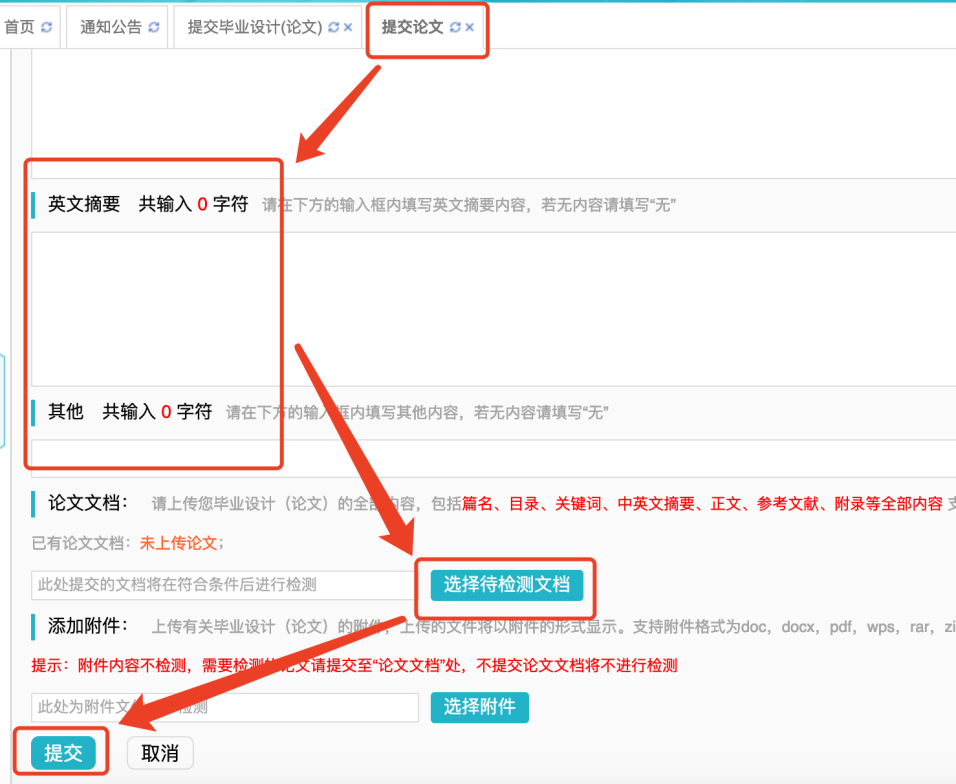 首页 通知公告 提交毕业设计(论文) 提交论文
英文摘要 共输入 0 字符 请在下方的输入框内填写英文摘要内容，若无内容请填写“无”
其他 共输入 0 字符 请在下方的输入框内填写其他内容，若无内容请填写“无”
论文文档： 请上传您毕业设计（论文）的全部内容，包括篇名、目录、关键词、中英文摘要、正文、参考文献、附录等全部内容 支
已有论文文档：未上传论文；
此处提交的文档将在符合条件后进行检测 选择待检测文档
添加附件： 上传有关毕业设计（论文）的附件，上传的文件将以附件的形式显示。支持附件格式为doc，docx，pdf，wps，rar，zi
提示：附件内容不检测，需要检测的论文请提交至“论文文档”处，不提交论文文档将不进行检测
此处为附件文 检测 选择附件
提交 取消